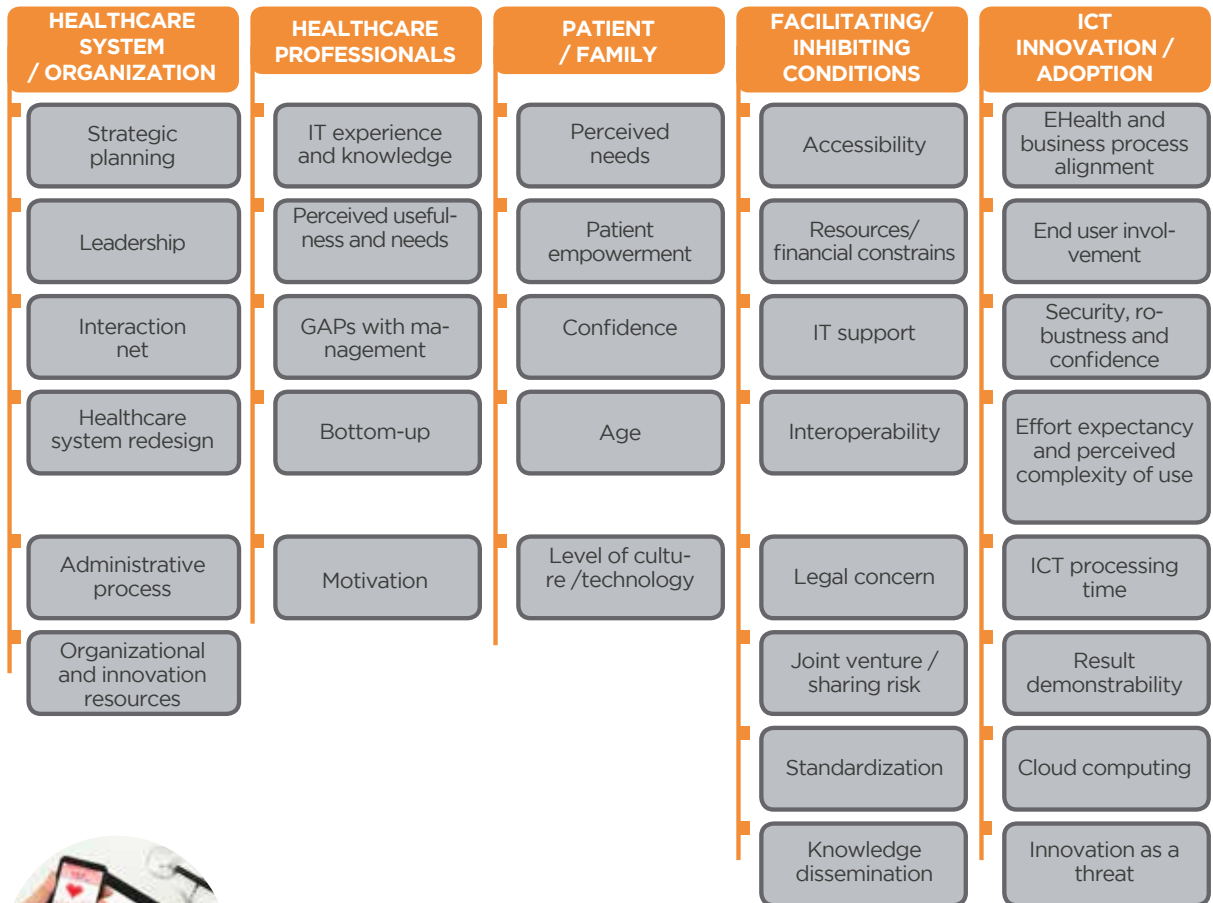 HEALTHCARE
SYSTEM
/ ORGANIZATION
Strategic
planning
Leadership
Interaction
net
Healthcare
system redesign
Administrative
process
Organizational
and innovation
resources
HEALTHCARE
PROFESSIONALS
IT experience
and knowledge
Perceived useful-
ness and needs
GAPs with ma-
nagement
Bottom-up
Motivation
PATIENT
/ FAMILY
Perceived
needs
Patient
empowerment
Confidence
Age
Level of cultu-
re /technology
FACILITATING/
INHIBITING
CONDITIONS
Accessibility
Resources/
financial constrains
IT support
Interoperability
Legal concern
Joint venture /
sharing risk
Standardization
Knowledge
dissemination
ICT
INNOVATION /
ADOPTION
EHealth and
business process
alignment
End user invol-
vement
Security, ro-
bustness and
confidence
Effort expectancy
and perceived
complexity of use
ICT processing
time
Result
demonstrability
Cloud computing
Innovation as a
threat